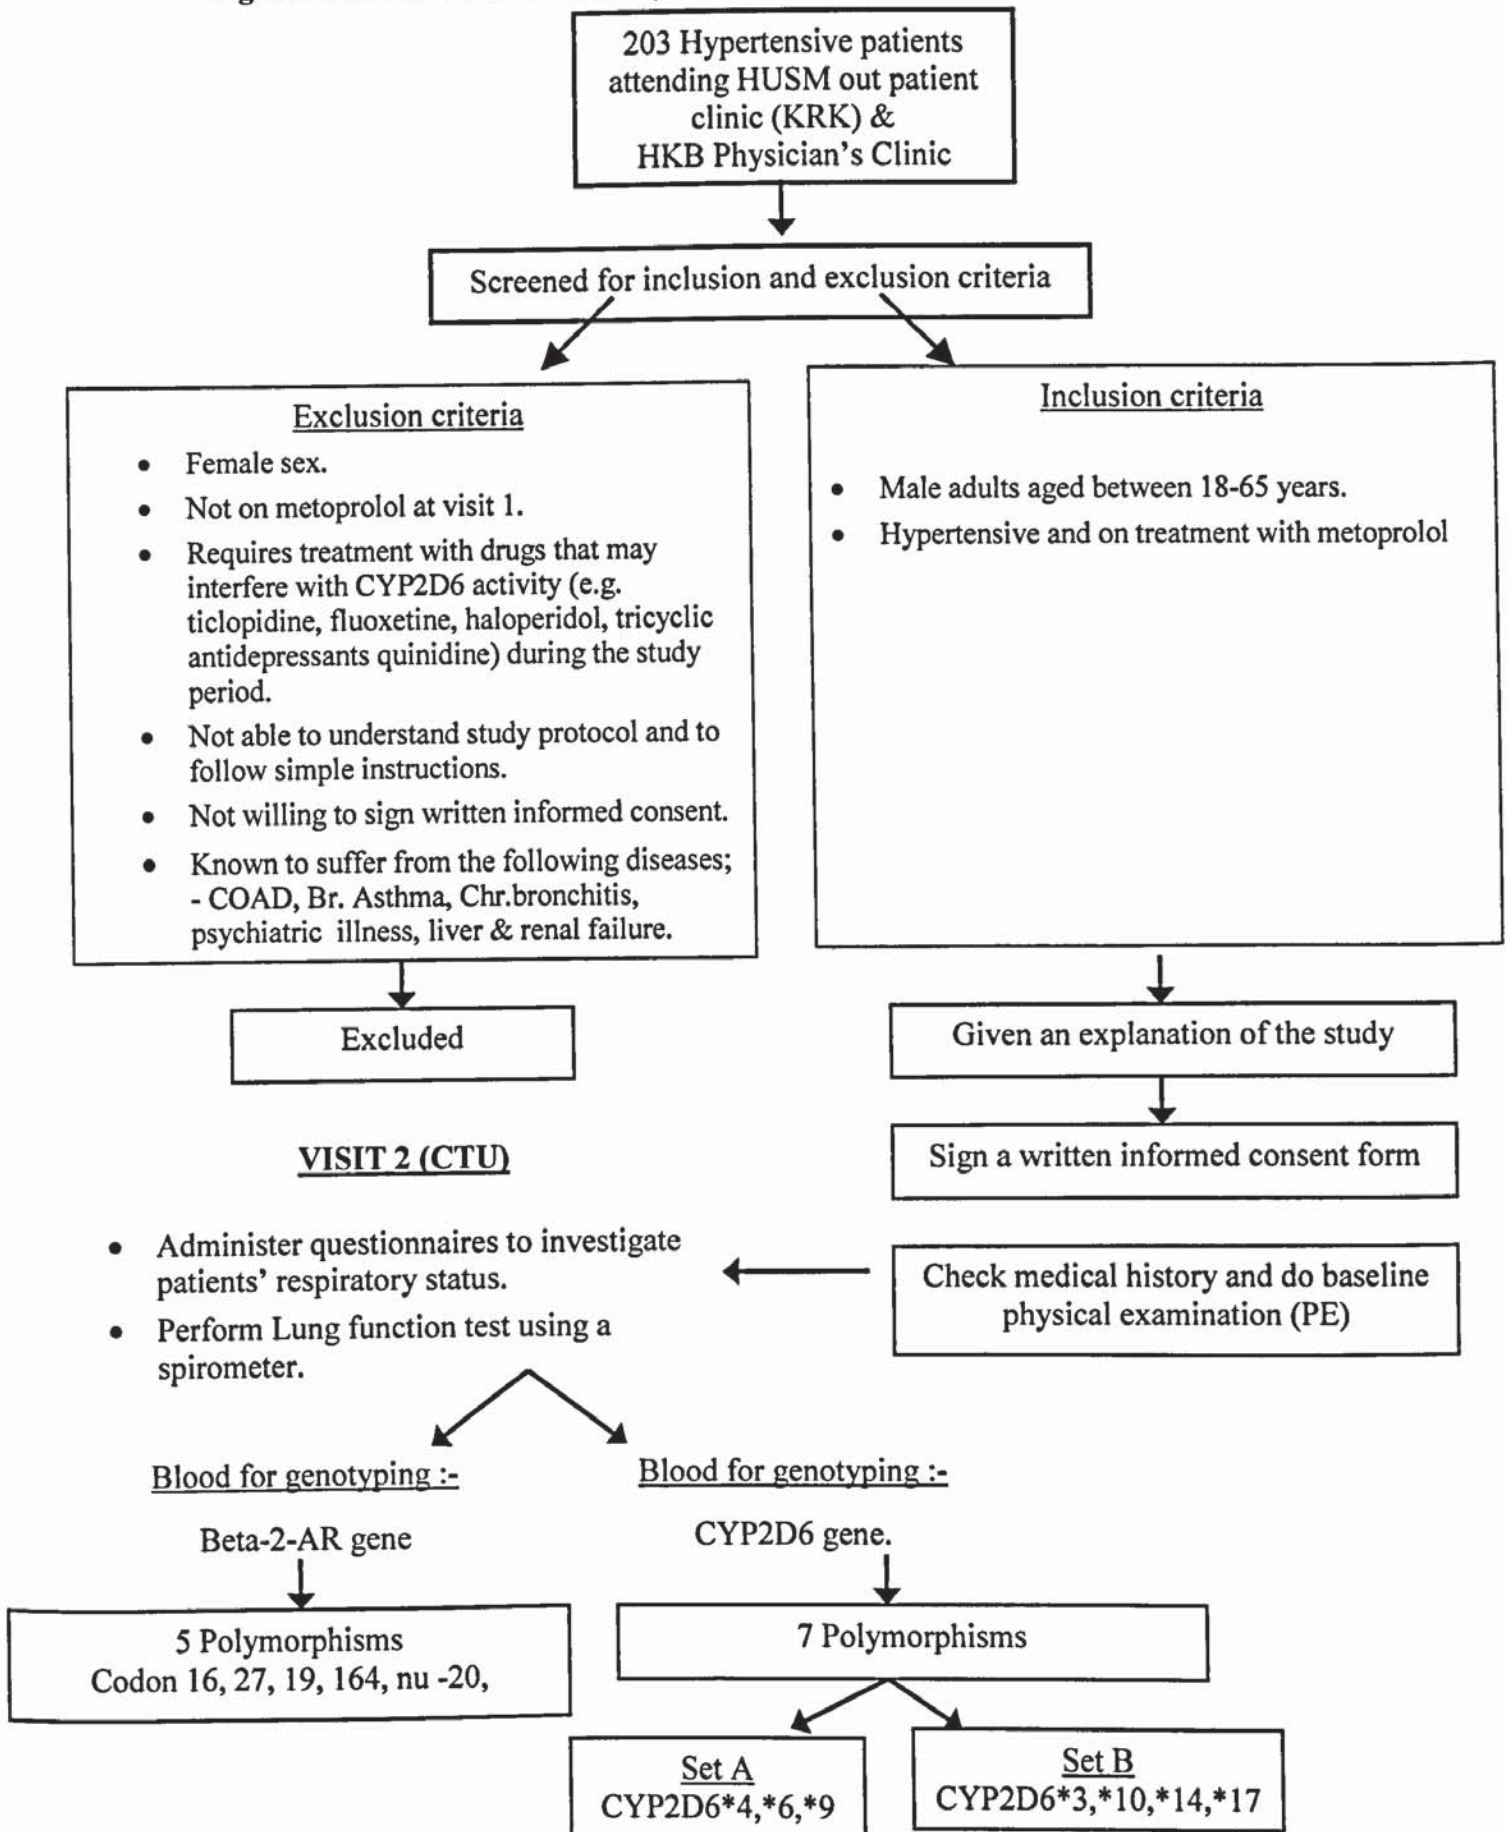 203 Hypertensive patients
attending HUSM out patient
clinic (KRK) &
HKB Physician's Clinic
Screened for inclusion and exclusion criteria
Exclusion criteria
• Female sex.
• Not on metoprolol at visit 1.
• Requires treatment with drugs that may
interfere with CYP2D6 activity (e.g.
ticlopidine, fluoxetine, haloperidol, tricyclic
antidepressants quinidine) during the study
period.
• Not able to understand study protocol and to
follow simple instructions.
• Not willing to sign written informed consent.
• Known to suffer from the following diseases;
- COAD, Br. Asthma, Chr.bronchitis,
psychiatric illness, liver & renal failure.
Excluded
Inclusion criteria
• Male adults aged between 18-65 years.
• Hypertensive and on treatment with metoprolol
Given an explanation of the study
Sign a written informed consent form
Check medical history and do baseline
physical examination (PE)
VISIT 2 (CTU)
• Administer questionnaires to investigate
patients' respiratory status.
• Perform Lung function test using a
spirometer.
Blood for genotyping :-
Beta-2-AR gene
5 Polymorphisms
Codon 16, 27, 19, 164, nu -20,
Blood for genotyping :-
CYP2D6 gene.
7 Polymorphisms
Set A
CYP2D6*4,*6,*9
Set B
CYP2D6*3,*10,*14,*17